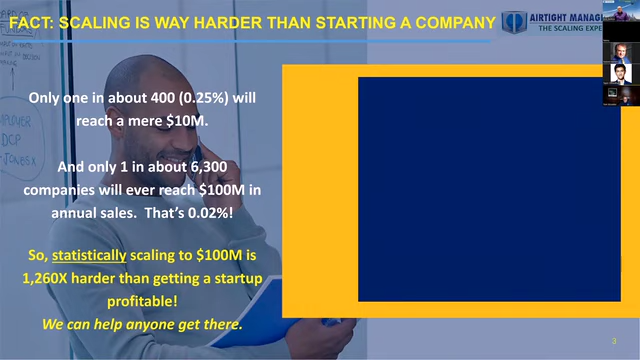 FACT: SCALING IS WAY HARDER THAN STARTING A COMPANY
AIRTIGHT MANAG
THE SCALING EXPE
Only one in about 400 (0.25%) will
reach a mere $10M.
And only 1 in about 6,300
companies will ever reach $100M in
annual sales. That's 0.02%!
So, statistically scaling to $100M is
1,260X harder than getting a startup
profitable!
We can help anyone get there.
3